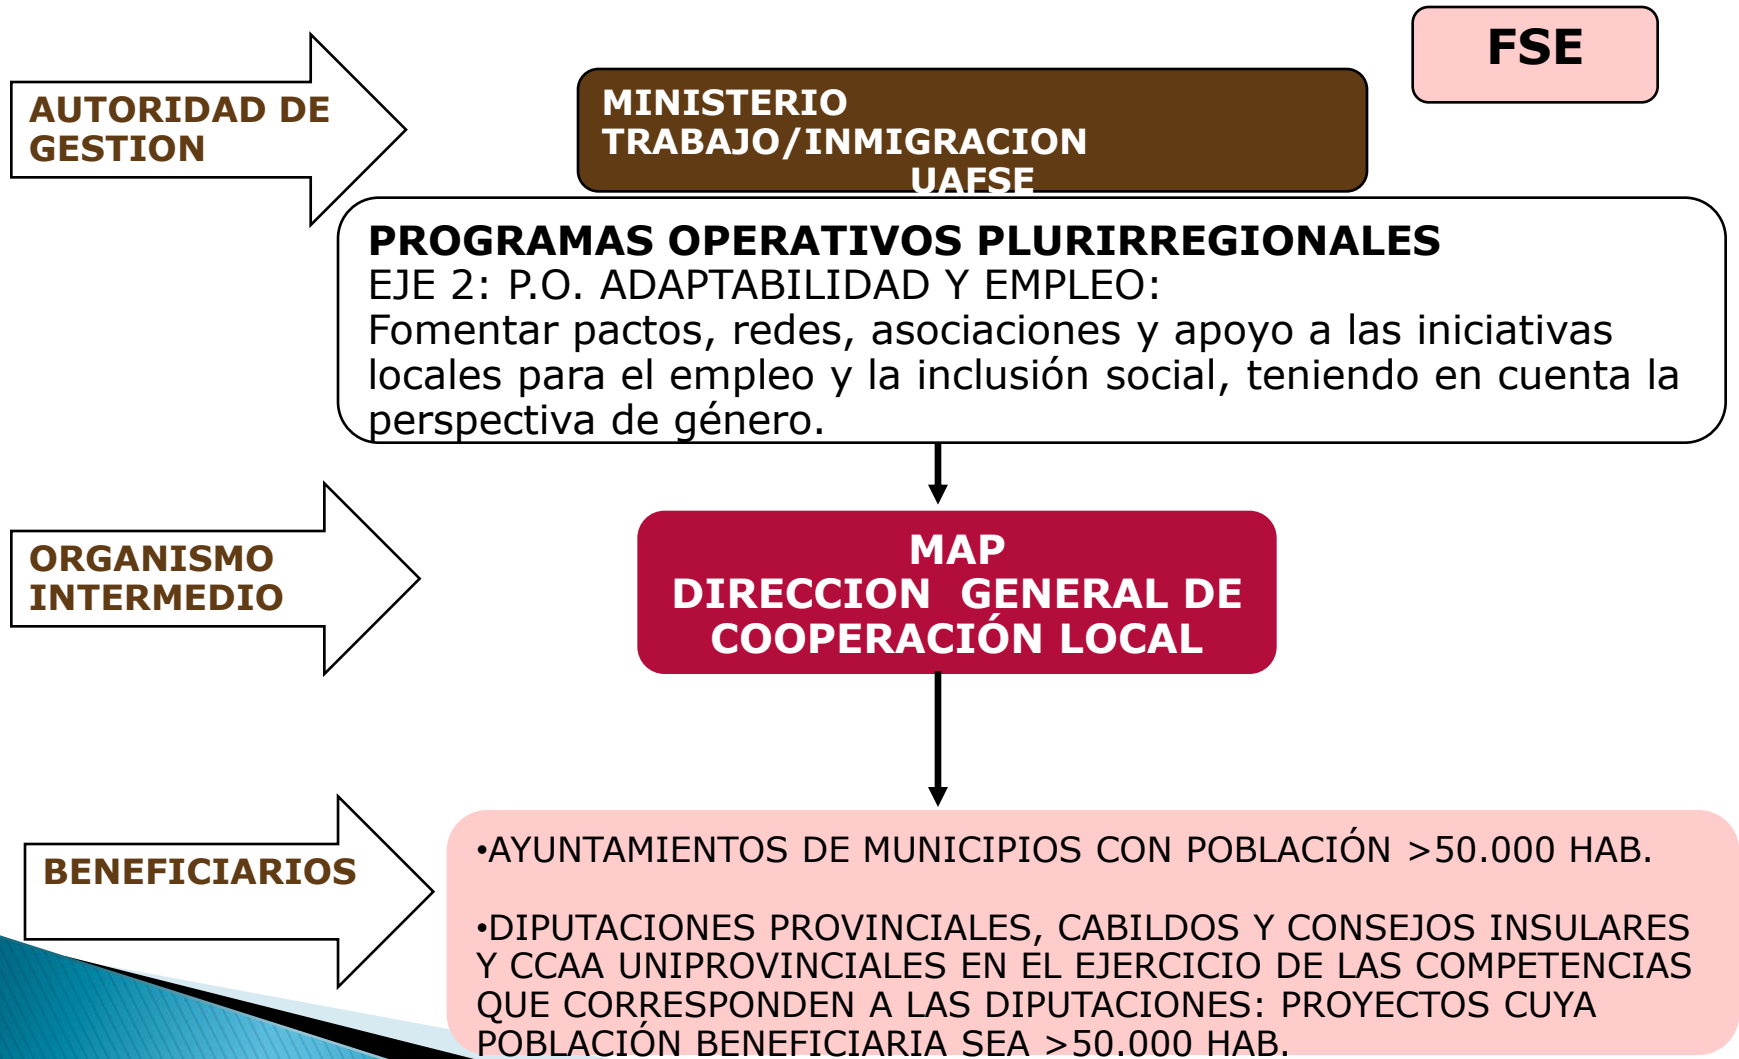 FSE
AUTORIDAD DE
GESTION
MINISTERIO
TRABAJO/INMIGRACION
UAFSE
PROGRAMAS OPERATIVOS PLURIRREGIONALES
EJE 2: P.O. ADAPTABILIDAD Y EMPLEO:
Fomentar pactos, redes, asociaciones y apoyo a las iniciativas
locales para el empleo y la inclusión social, teniendo en cuenta la
perspectiva de género.
ORGANISMO
INTERMEDIO
MAP
DIRECCION  GENERAL DE
COOPERACIÓN LOCAL
BENEFICIARIOS
•AYUNTAMIENTOS DE MUNICIPIOS CON POBLACIÓN >50.000 HAB.
•DIPUTACIONES PROVINCIALES, CABILDOS Y CONSEJOS INSULARES
Y CCAA UNIPROVINCIALES EN EL EJERCICIO DE LAS COMPETENCIAS
QUE CORRESPONDEN A LAS DIPUTACIONES: PROYECTOS CUYA
POBLACIÓN BENEFICIARIA SEA >50.000 HAB.